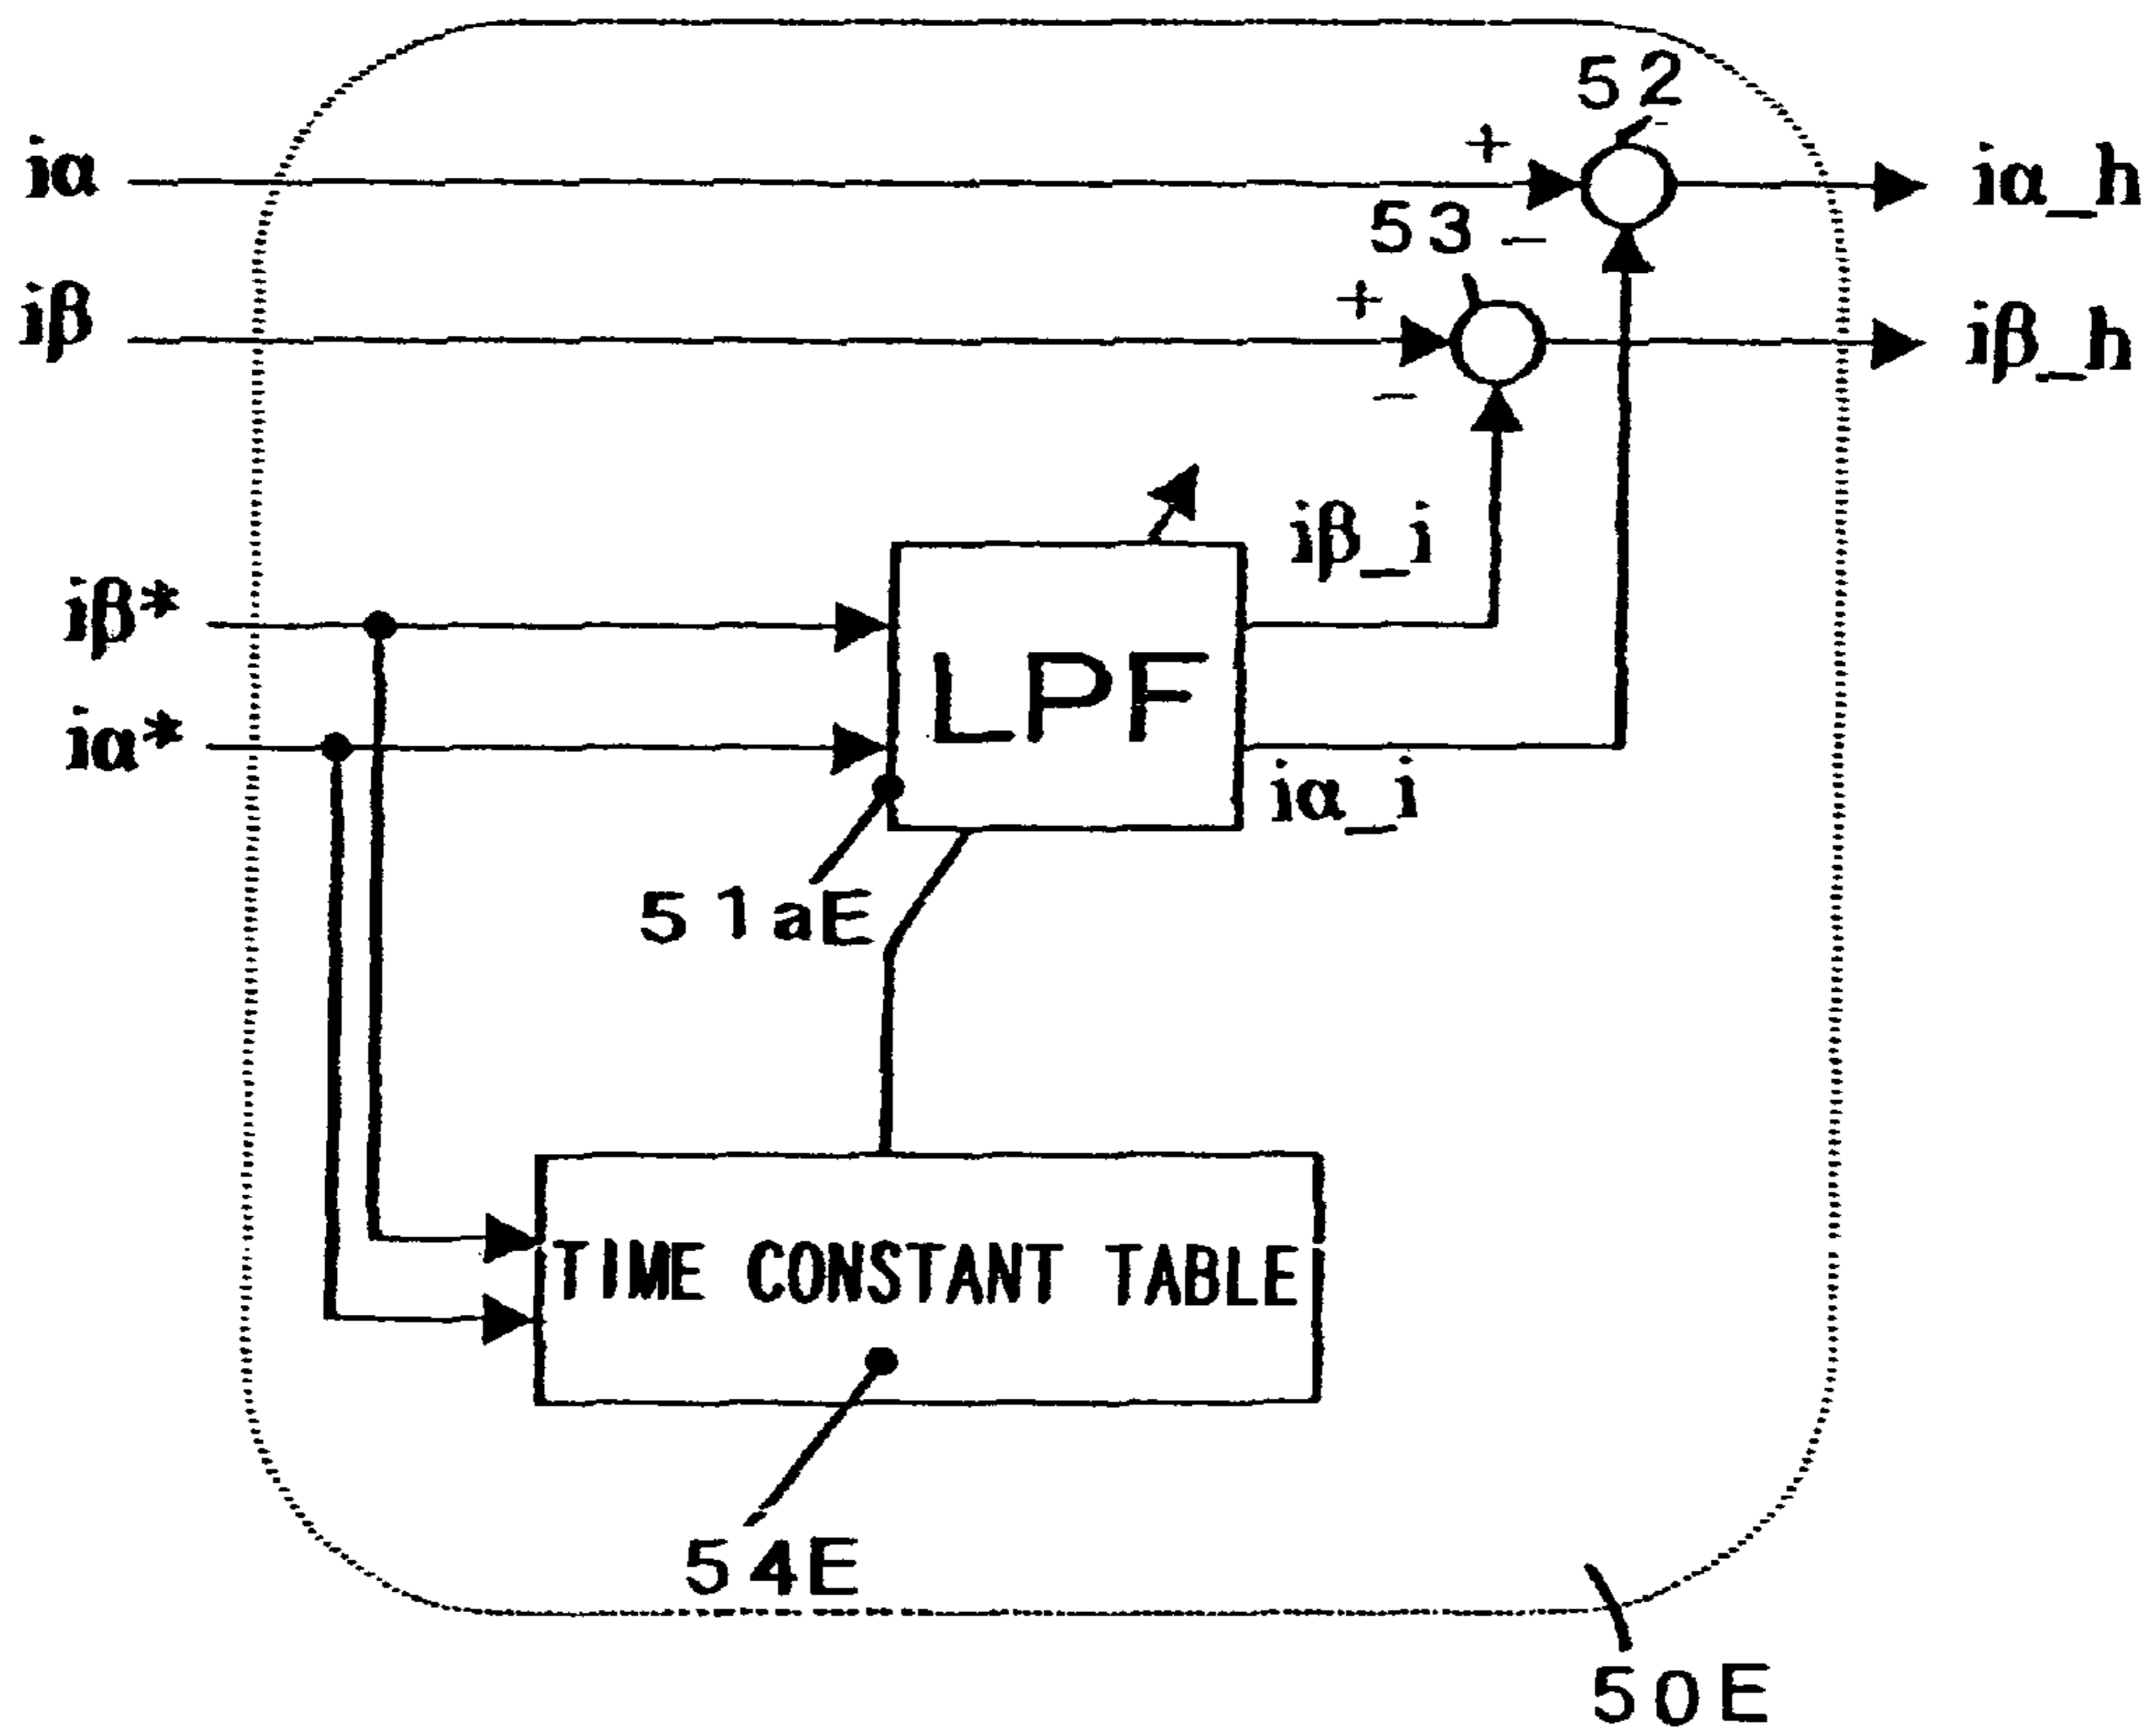 52
+
iα
iα_h
53 −
iβ
+
iβ_h
−
iβ_i
iβ*
LPF
iα*
iα_i
51aE
TIME CONSTANT TABLE
54E
50E